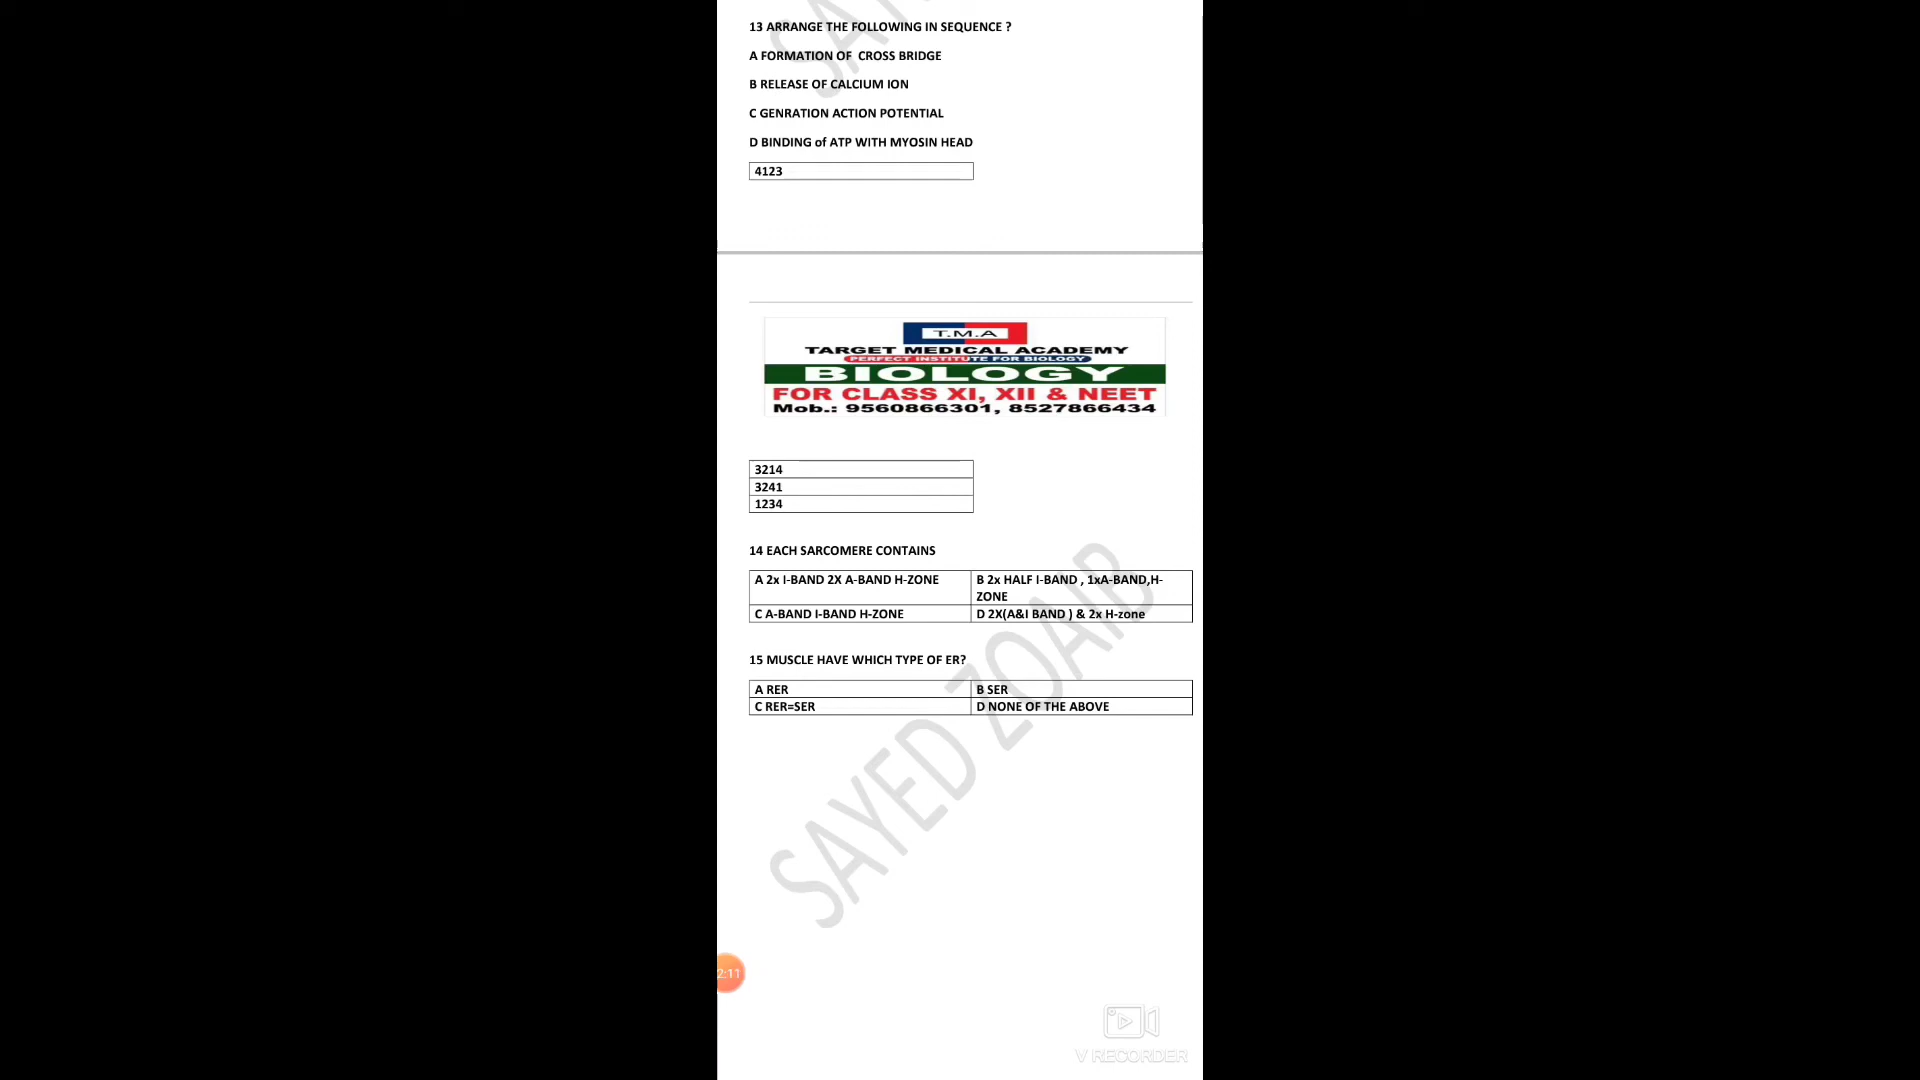 13 ARRANGE THE FOLLOWING IN SEQUENCE ?
A FORMATION OF CROSS BRIDGE
B RELEASE OF CALCIUM ION
C GENRATION ACTION POTENTIAL
D BINDING of ATP WITH MYOSIN HEAD
4123
T.M.A
TARGET MEDICAL ACADEMY
PERFECT INSTITUTE FOR BIOLOGY
BIOLOGY
FOR CLASS XI, XII & NEET
Mob.: 9560866301, 8527866434
3214
3241
1234
14 EACH SARCOMERE CONTAINS
A 2x I-BAND 2X A-BAND H-ZONE
B 2x HALF I-BAND , 1xA-BAND,H-
ZONE
C A-BAND I-BAND H-ZONE
D 2X(A&I BAND ) & 2x H-zone
15 MUSCLE HAVE WHICH TYPE OF ER?
A RER
B SER
C RER=SER
D NONE OF THE ABOVE
SAYED ZOAIB
2:11
V RECORDER